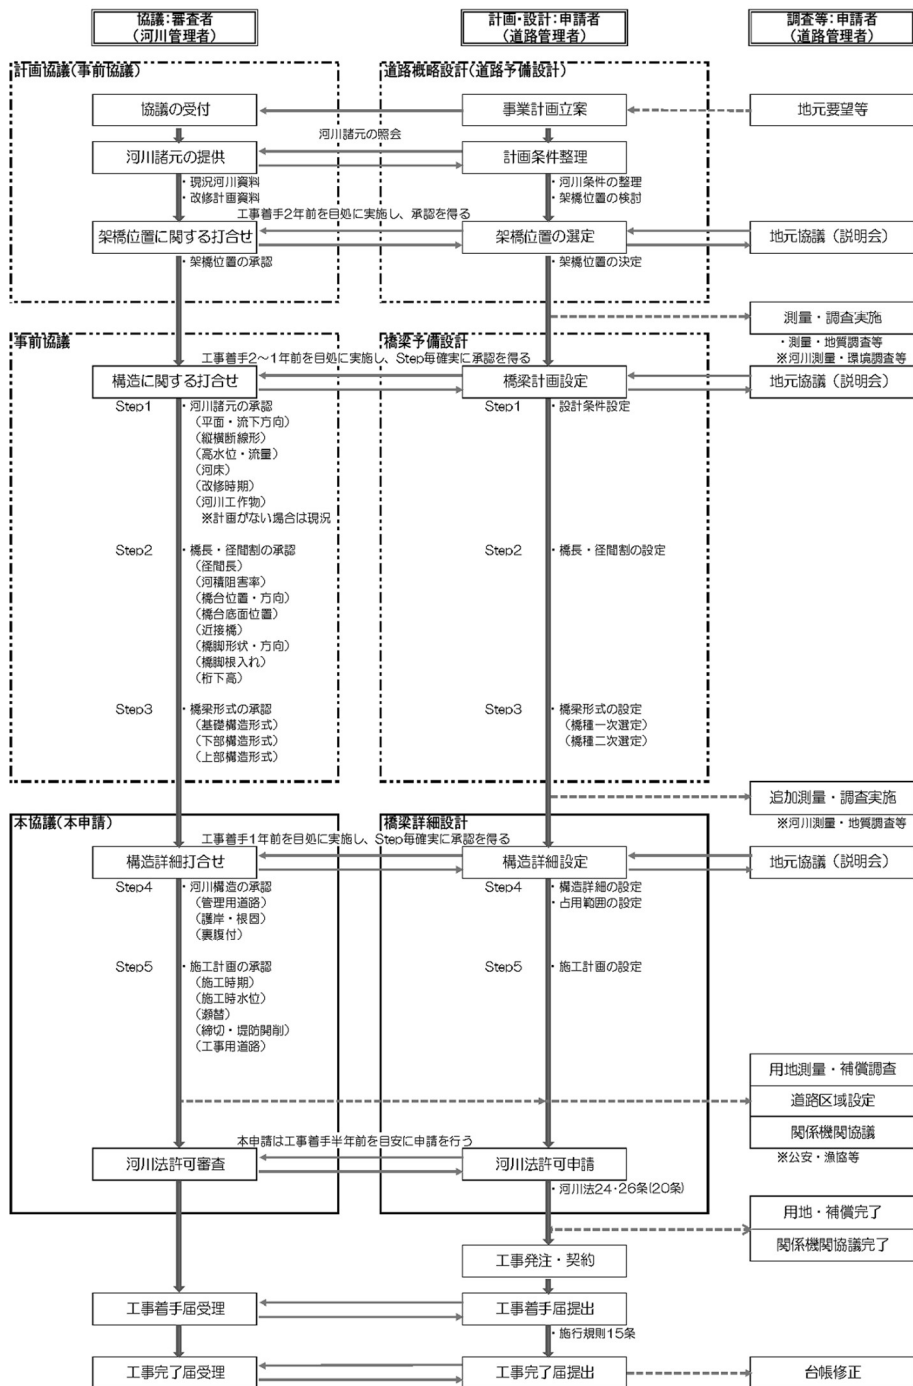 協議：審査者
（河川管理者）
計画・設計：申請者
（道路管理者）
調査等：申請者
（道路管理者）
計画協議（事前協議）
道路概略設計（道路予備設計）
協議の受付
事業計画立案
地元要望等
河川諸元の照会
河川諸元の提供
計画条件整理
・現況河川資料
・改修計画資料
・河川条件の整理
・架橋位置の検討
工事着手2年前を目処に実施し、承認を得る
架橋位置に関する打合せ
架橋位置の選定
地元協議（説明会）
・架橋位置の承認
・架橋位置の決定
測量・調査実施
・測量・地質調査等
※河川測量・環境調査等
事前協議
橋梁予備設計
工事着手2～1年前を目処に実施し、Step毎確実に承認を得る
構造に関する打合せ
橋梁計画設定
地元協議（説明会）
Step1
・河川諸元の承認
（平面・流下方向）
（縦横断線形）
（高水位・流量）
（河床）
（改修時期）
（河川工作物）
※計画がない場合は現況
Step1
・設計条件設定
Step2
・橋長・径間割の承認
（径間長）
（河積阻害率）
（橋台位置・方向）
（橋台底面位置）
（近接橋）
（橋脚形状・方向）
（橋脚根入れ）
（桁下高）
Step2
・橋長・径間割の設定
Step3
・橋梁形式の承認
（基礎構造形式）
（下部構造形式）
（上部構造形式）
Step3
・橋梁形式の設定
（橋種一次選定）
（橋種二次選定）
追加測量・調査実施
※河川測量・地質調査等
本協議（本申請）
橋梁詳細設計
工事着手1年前を目処に実施し、Step毎確実に承認を得る
構造詳細打合せ
構造詳細設定
地元協議（説明会）
Step4
・河川構造の承認
（管理用道路）
（護岸・根固）
（裏腹付）
Step4
・構造詳細の設定
・占用範囲の設定
Step5
・施工計画の承認
（施工時期）
（施工時水位）
（瀬替）
（締切・堤防開削）
（工事用道路）
Step5
・施工計画の設定
用地測量・補償調査
道路区域設定
関係機関協議
※公安・漁協等
本申請は工事着手半年前を目安に申請を行う
河川法許可審査
河川法許可申請
・河川法24・26条(20条)
用地・補償完了
関係機関協議完了
工事発注・契約
工事着手届受理
工事着手届提出
・施行規則15条
工事完了届受理
工事完了届提出
台帳修正